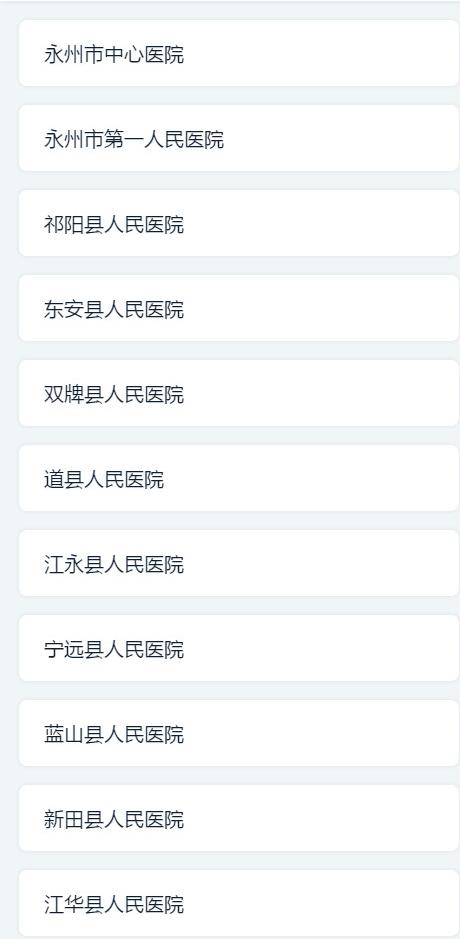 永州市中心医院
永州市第一人民医院
祁阳县人民医院
东安县人民医院
双牌县人民医院
道县人民医院
江永县人民医院
宁远县人民医院
蓝山县人民医院
新田县人民医院
江华县人民医院